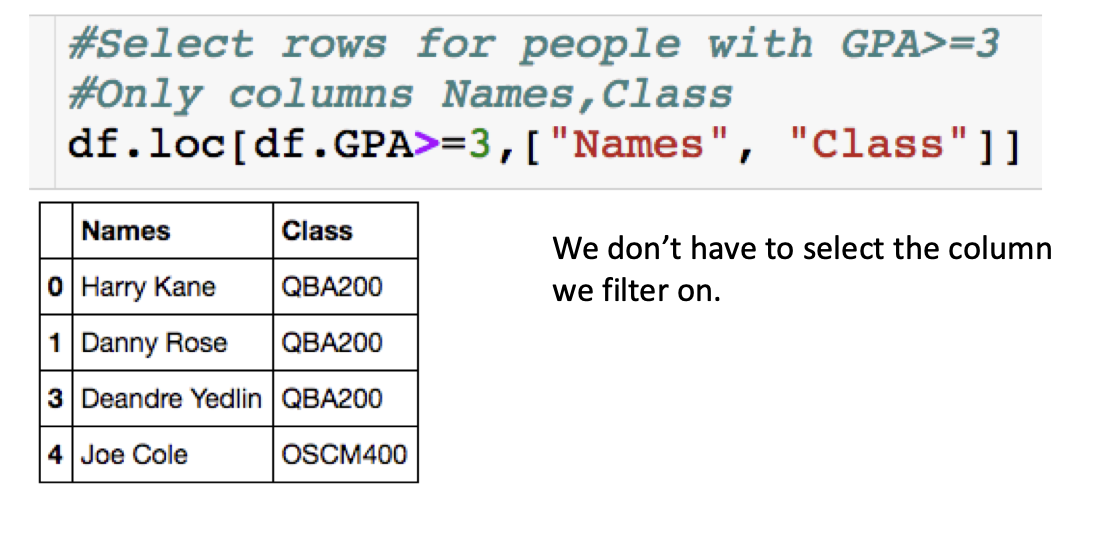 #Select rows for people with GPA>=3
#Only columns Names,Class
df.loc[df.GPA>=3,["Names", "Class"]]
Names Class
0 Harry Kane QBA200
1 Danny Rose QBA200
3 Deandre Yedlin QBA200
4 Joe Cole OSCM400
We don’t have to select the column
we filter on.